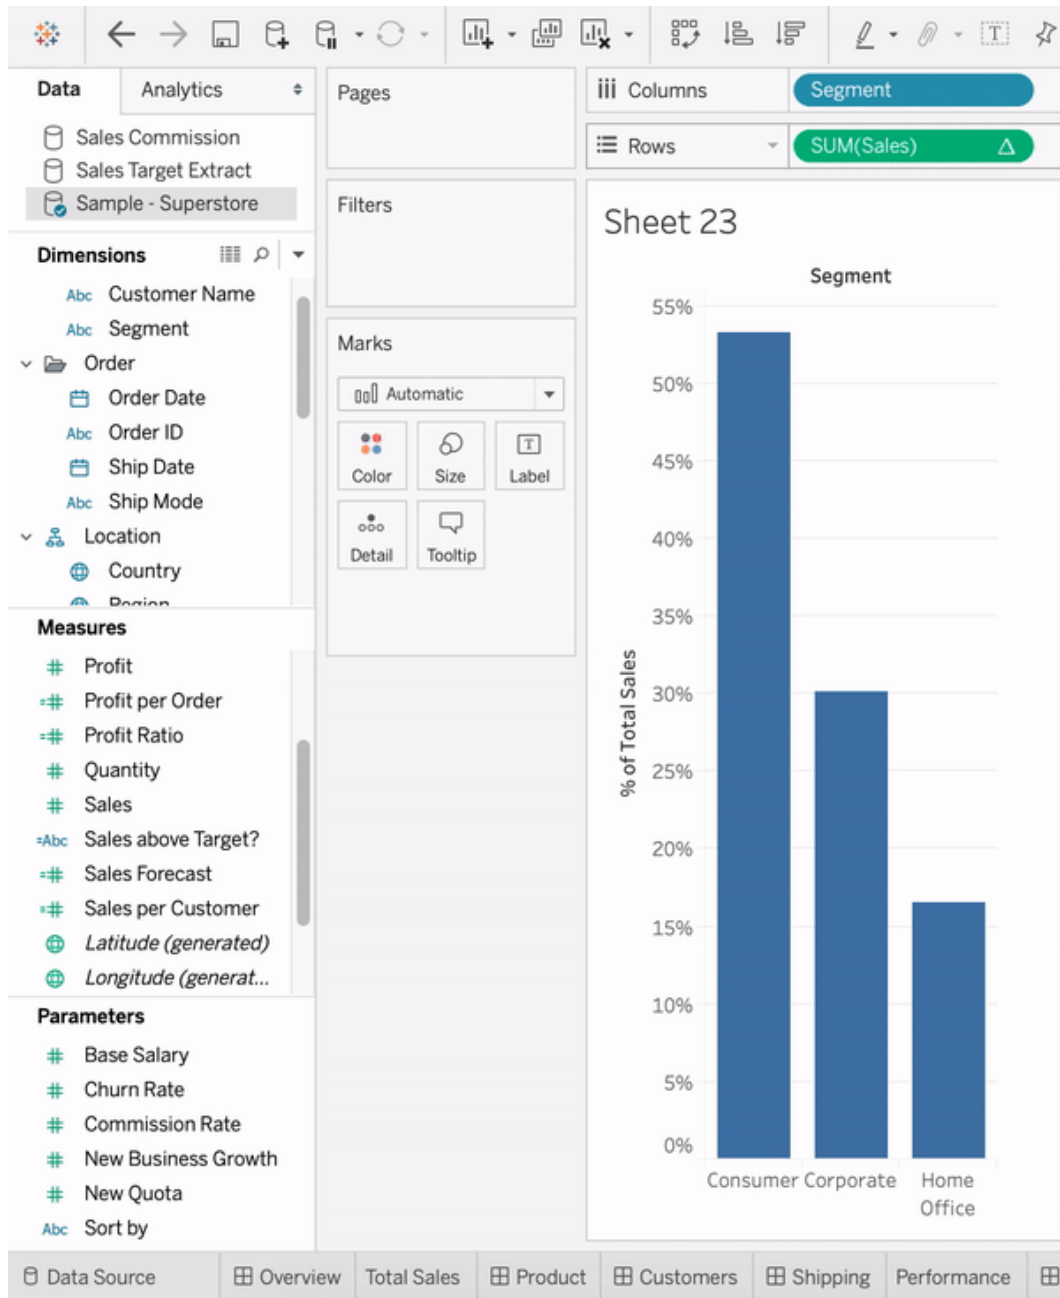 Data
Analytics
Sales Commission
Sales Target Extract
Sample - Superstore
Dimensions
Abc Customer Name
Abc Segment
Order
Order Date
Abc Order ID
Ship Date
Abc Ship Mode
Location
Country
Region
Measures
# Profit
=# Profit per Order
=# Profit Ratio
# Quantity
# Sales
=Abc Sales above Target?
=# Sales Forecast
=# Sales per Customer
Latitude (generated)
Longitude (generat...
Parameters
# Base Salary
# Churn Rate
# Commission Rate
# New Business Growth
# New Quota
Abc Sort by
Pages
Filters
Marks
Automatic
Color
Size
T
Label
Detail
Tooltip
T
Columns
Segment
Rows
SUM(Sales)
Sheet 23
Segment
55%
50%
45%
40%
35%
30%
25%
20%
15%
10%
5%
0%
% of Total Sales
Consumer
Corporate
Home
Office
Data Source
Overview
Total Sales
Product
Customers
Shipping
Performance